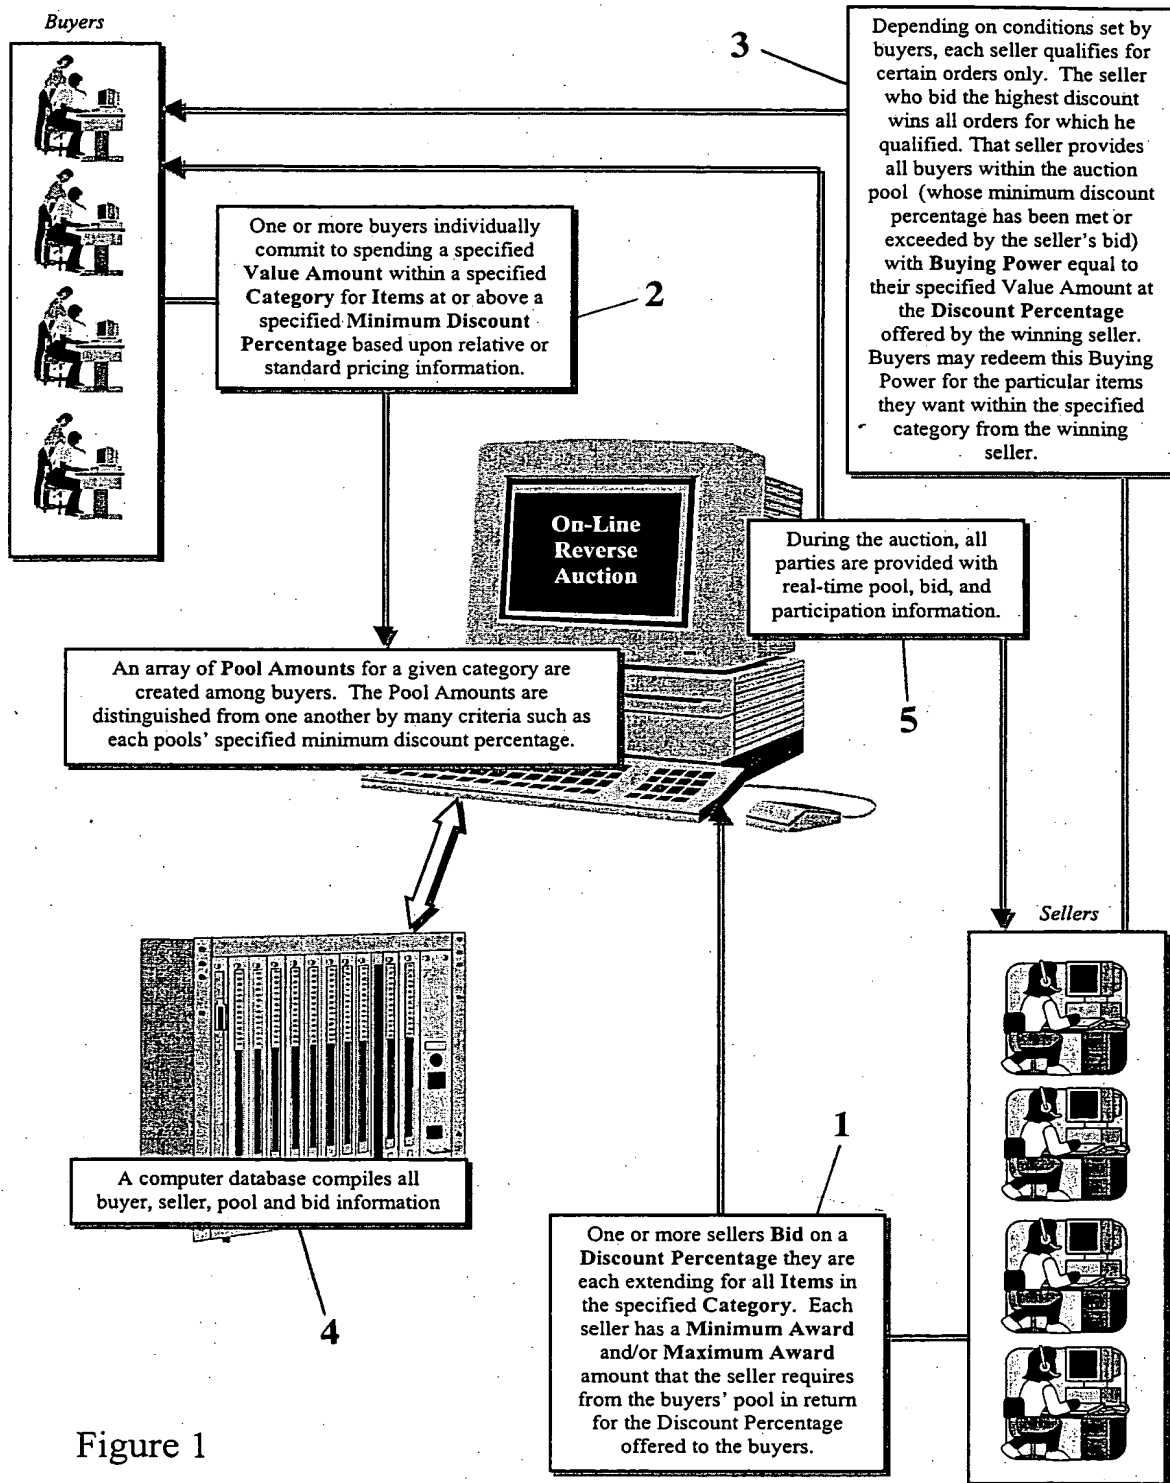 Buyers
3
Depending on conditions set by
buyers, each seller qualifies for
certain orders only. The seller
who bid the highest discount
wins all orders for which he
qualified. That seller provides
all buyers within the auction
pool (whose minimum discount
percentage has been met or
exceeded by the seller's bid)
with Buying Power equal to
their specified Value Amount at
the Discount Percentage
offered by the winning seller.
Buyers may redeem this Buying
Power for the particular items
they want within the specified
category from the winning
seller.
One or more buyers individually
commit to spending a specified
Value Amount within a specified
Category for Items at or above a
specified Minimum Discount
Percentage based upon relative or
standard pricing information.
2
On-Line
Reverse
Auction
During the auction, all
parties are provided with
real-time pool, bid, and
participation information.
5
An array of Pool Amounts for a given category are
created among buyers. The Pool Amounts are
distinguished from one another by many criteria such as
each pools' specified minimum discount percentage.
Sellers
A computer database compiles all
buyer, seller, pool and bid information
4
1
One or more sellers Bid on a
Discount Percentage they are
each extending for all Items in
the specified Category. Each
seller has a Minimum Award
and/or Maximum Award
amount that the seller requires
from the buyers' pool in return
for the Discount Percentage
offered to the buyers.
Figure 1